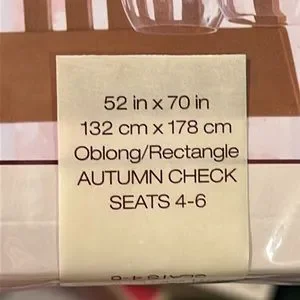 52 in x 70 in
132 cm x 178 cm
Oblong/Rectangle
AUTUMN CHECK
SEATS 4-6